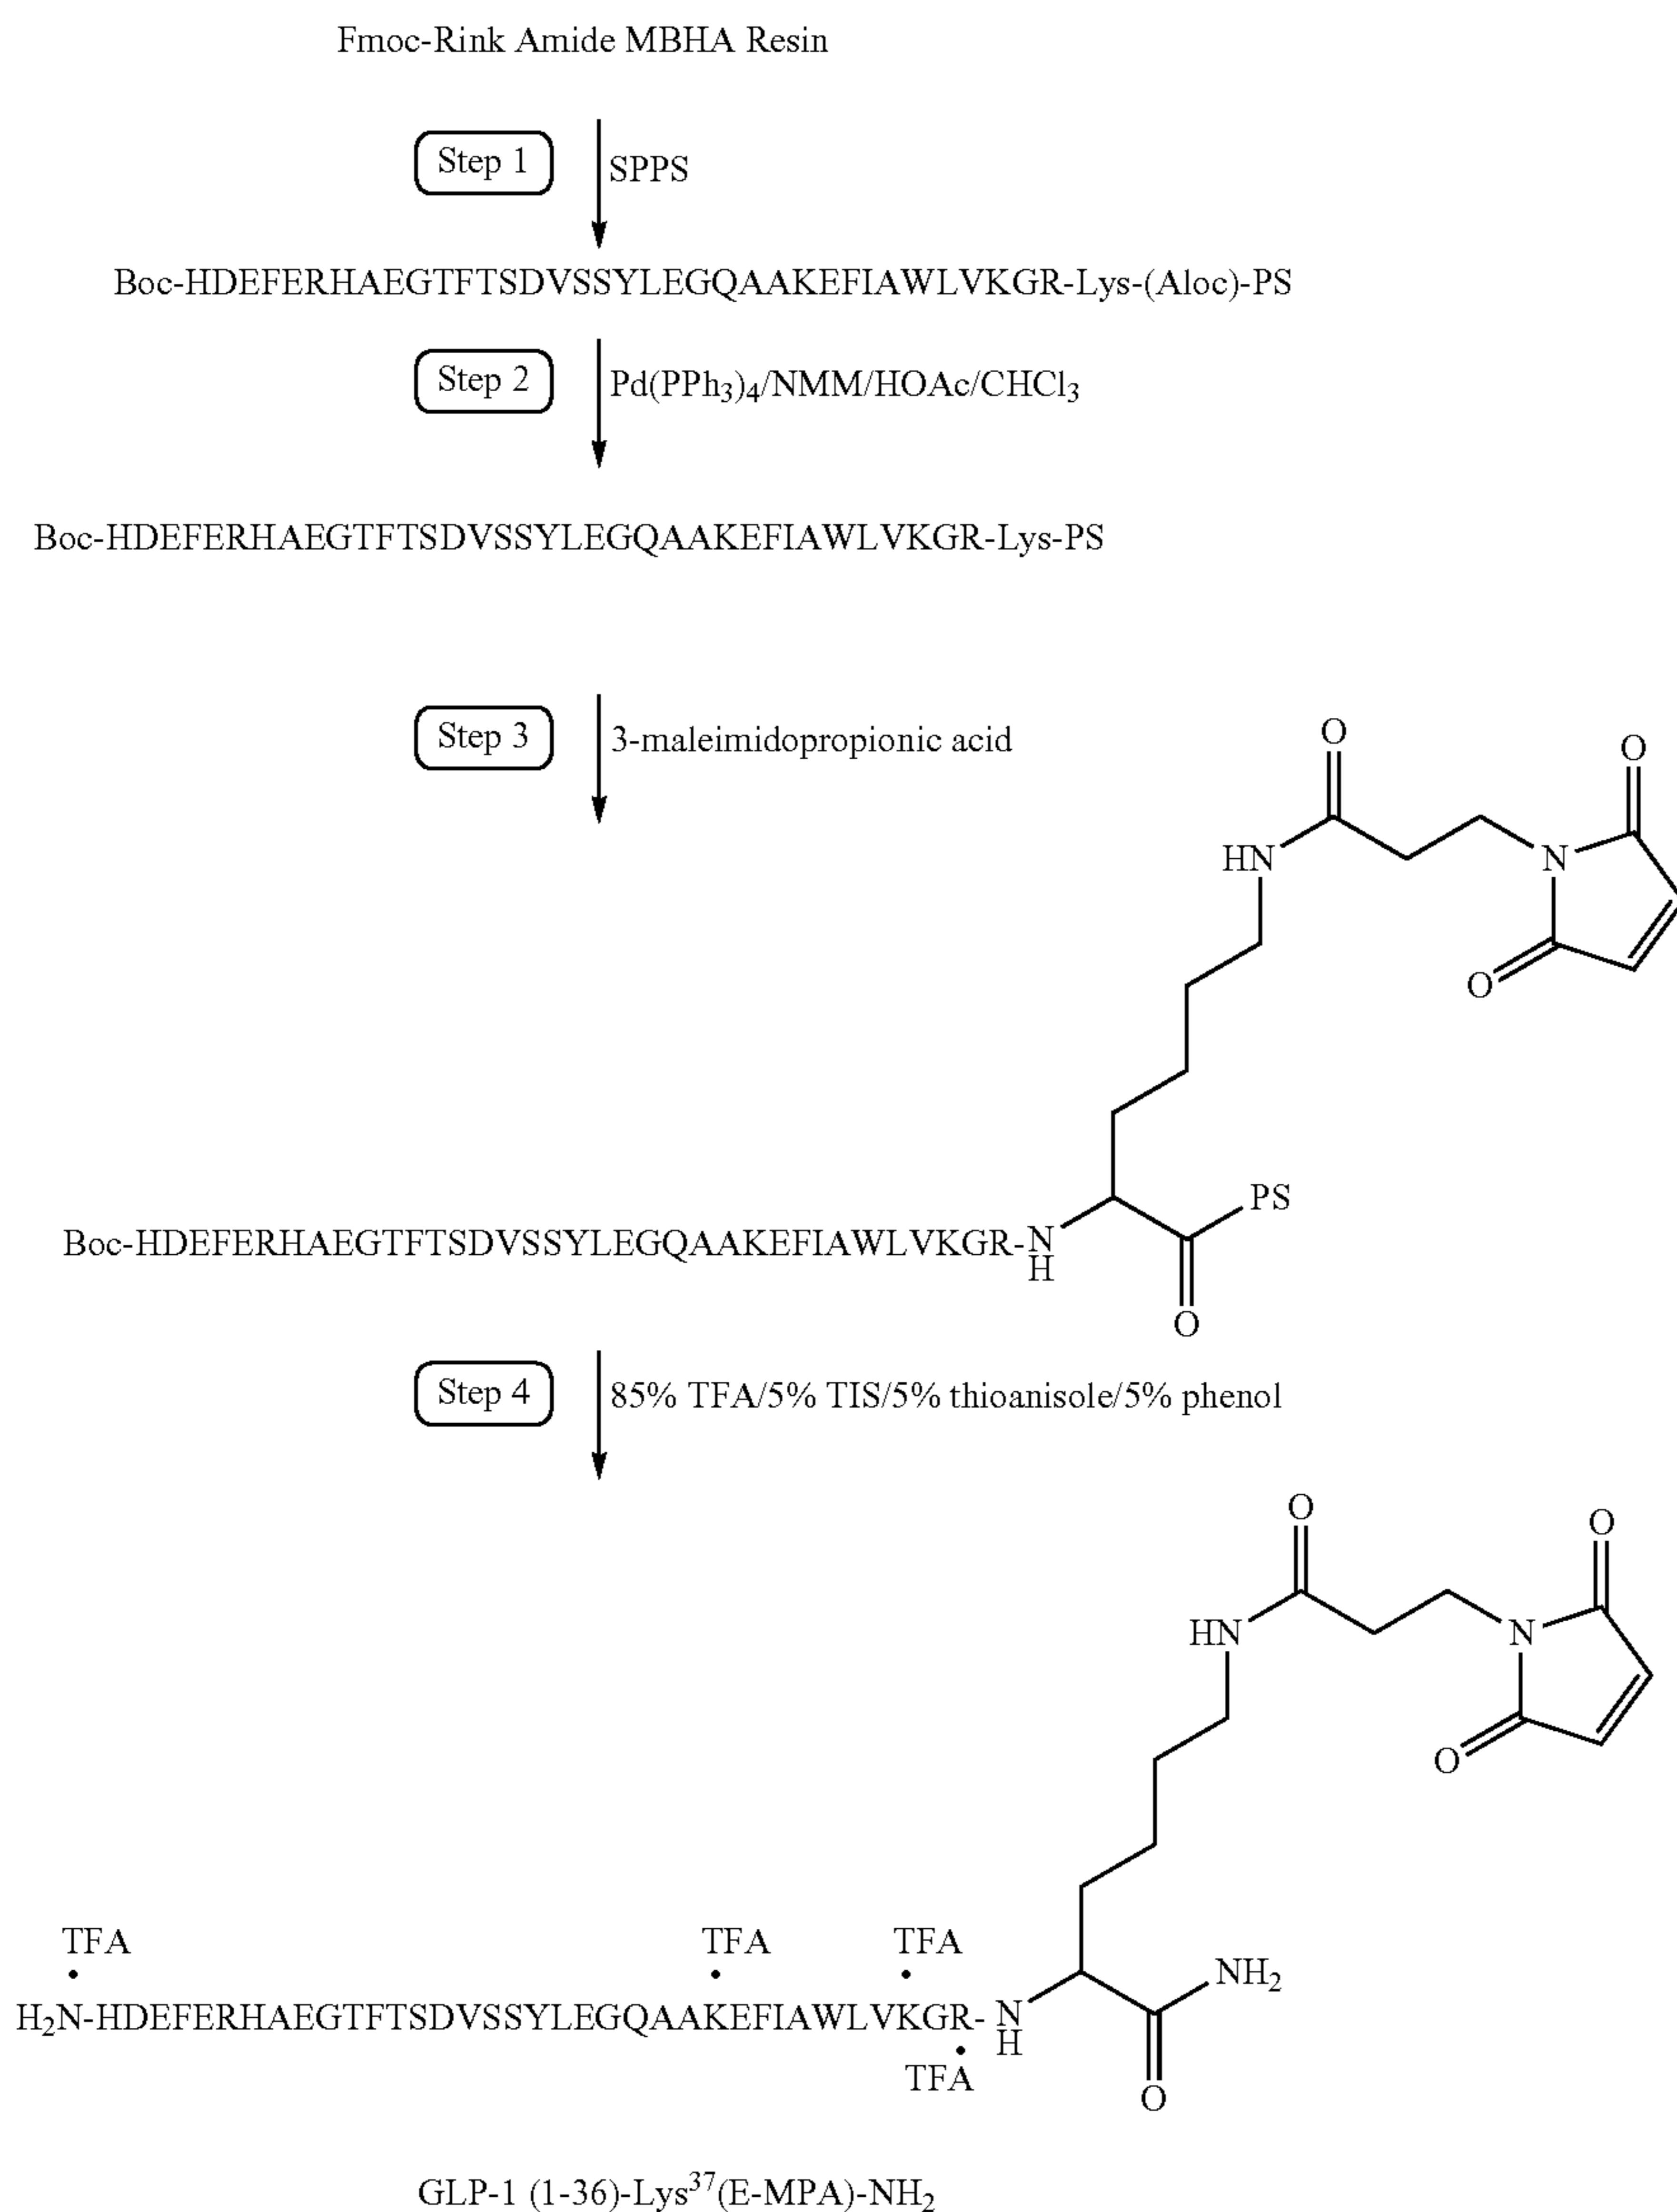 Fmoc-Rink Amide MBHA Resin
Step 1
SPPS
Boc-HDEFERHAEGTFTSDVSSYLEGQAAKEFIAWLVKGR-Lys-(Aloc)-PS
Step 2
Pd(PPh3)4/NMM/HOAc/CHCl3
Boc-HDEFERHAEGTFTSDVSSYLEGQAAKEFIAWLVKGR-Lys-PS
Step 3
3-maleimidopropionic acid
O
O
HN
N
O
PS
Boc-HDEFERHAEGTFTSDVSSYLEGQAAKEFIAWLVKGR-N
H
O
Step 4
85% TFA/5% TIS/5% thioanisole/5% phenol
O
O
HN
N
O
TFA TFA TFA
NH2
H2N-HDEFERHAEGTFTSDVSSYLEGQAAKEFIAWLVKGR- N
H
TFA
O
GLP-1 (1-36)-Lys37(E-MPA)-NH2